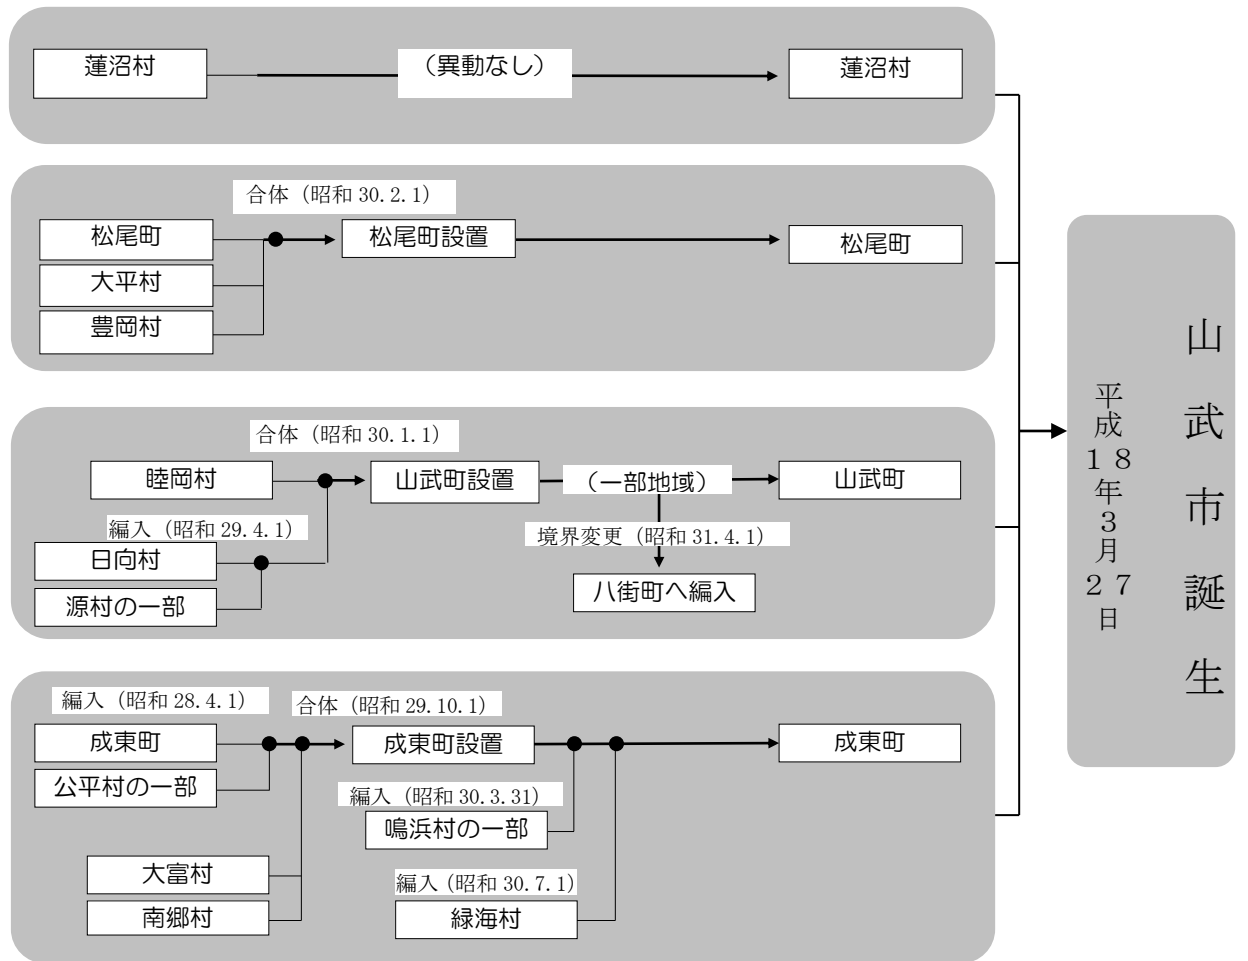 蓮沼村
（異動なし）
蓮沼村
合体（昭和 30.2.1）
松尾町
松尾町設置
松尾町
大平村
豊岡村
合体（昭和 30.1.1）
睦岡村
山武町設置
（一部地域）
山武町
編入（昭和 29.4.1）
境界変更（昭和 31.4.1）
日向村
八街町へ編入
源村の一部
編入（昭和 28.4.1）
合体（昭和 29.10.1）
成東町
成東町設置
成東町
公平村の一部
編入（昭和 30.3.31）
鳴浜村の一部
大富村
編入（昭和 30.7.1）
南郷村
緑海村
山武市誕生
平成１８年３月２７日